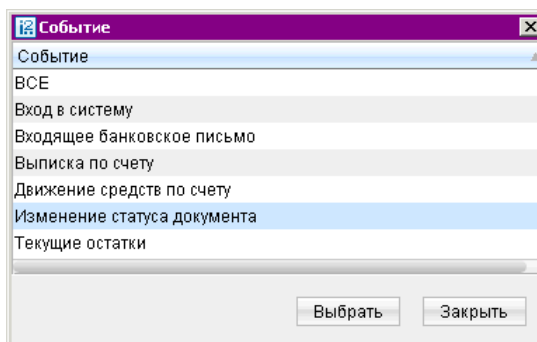 Событие
Событие
ВСЕ
Вход в систему
Входящее банковское письмо
Выписка по счету
Движение средств по счету
Изменение статуса документа
Текущие остатки
Выбрать Закрыть